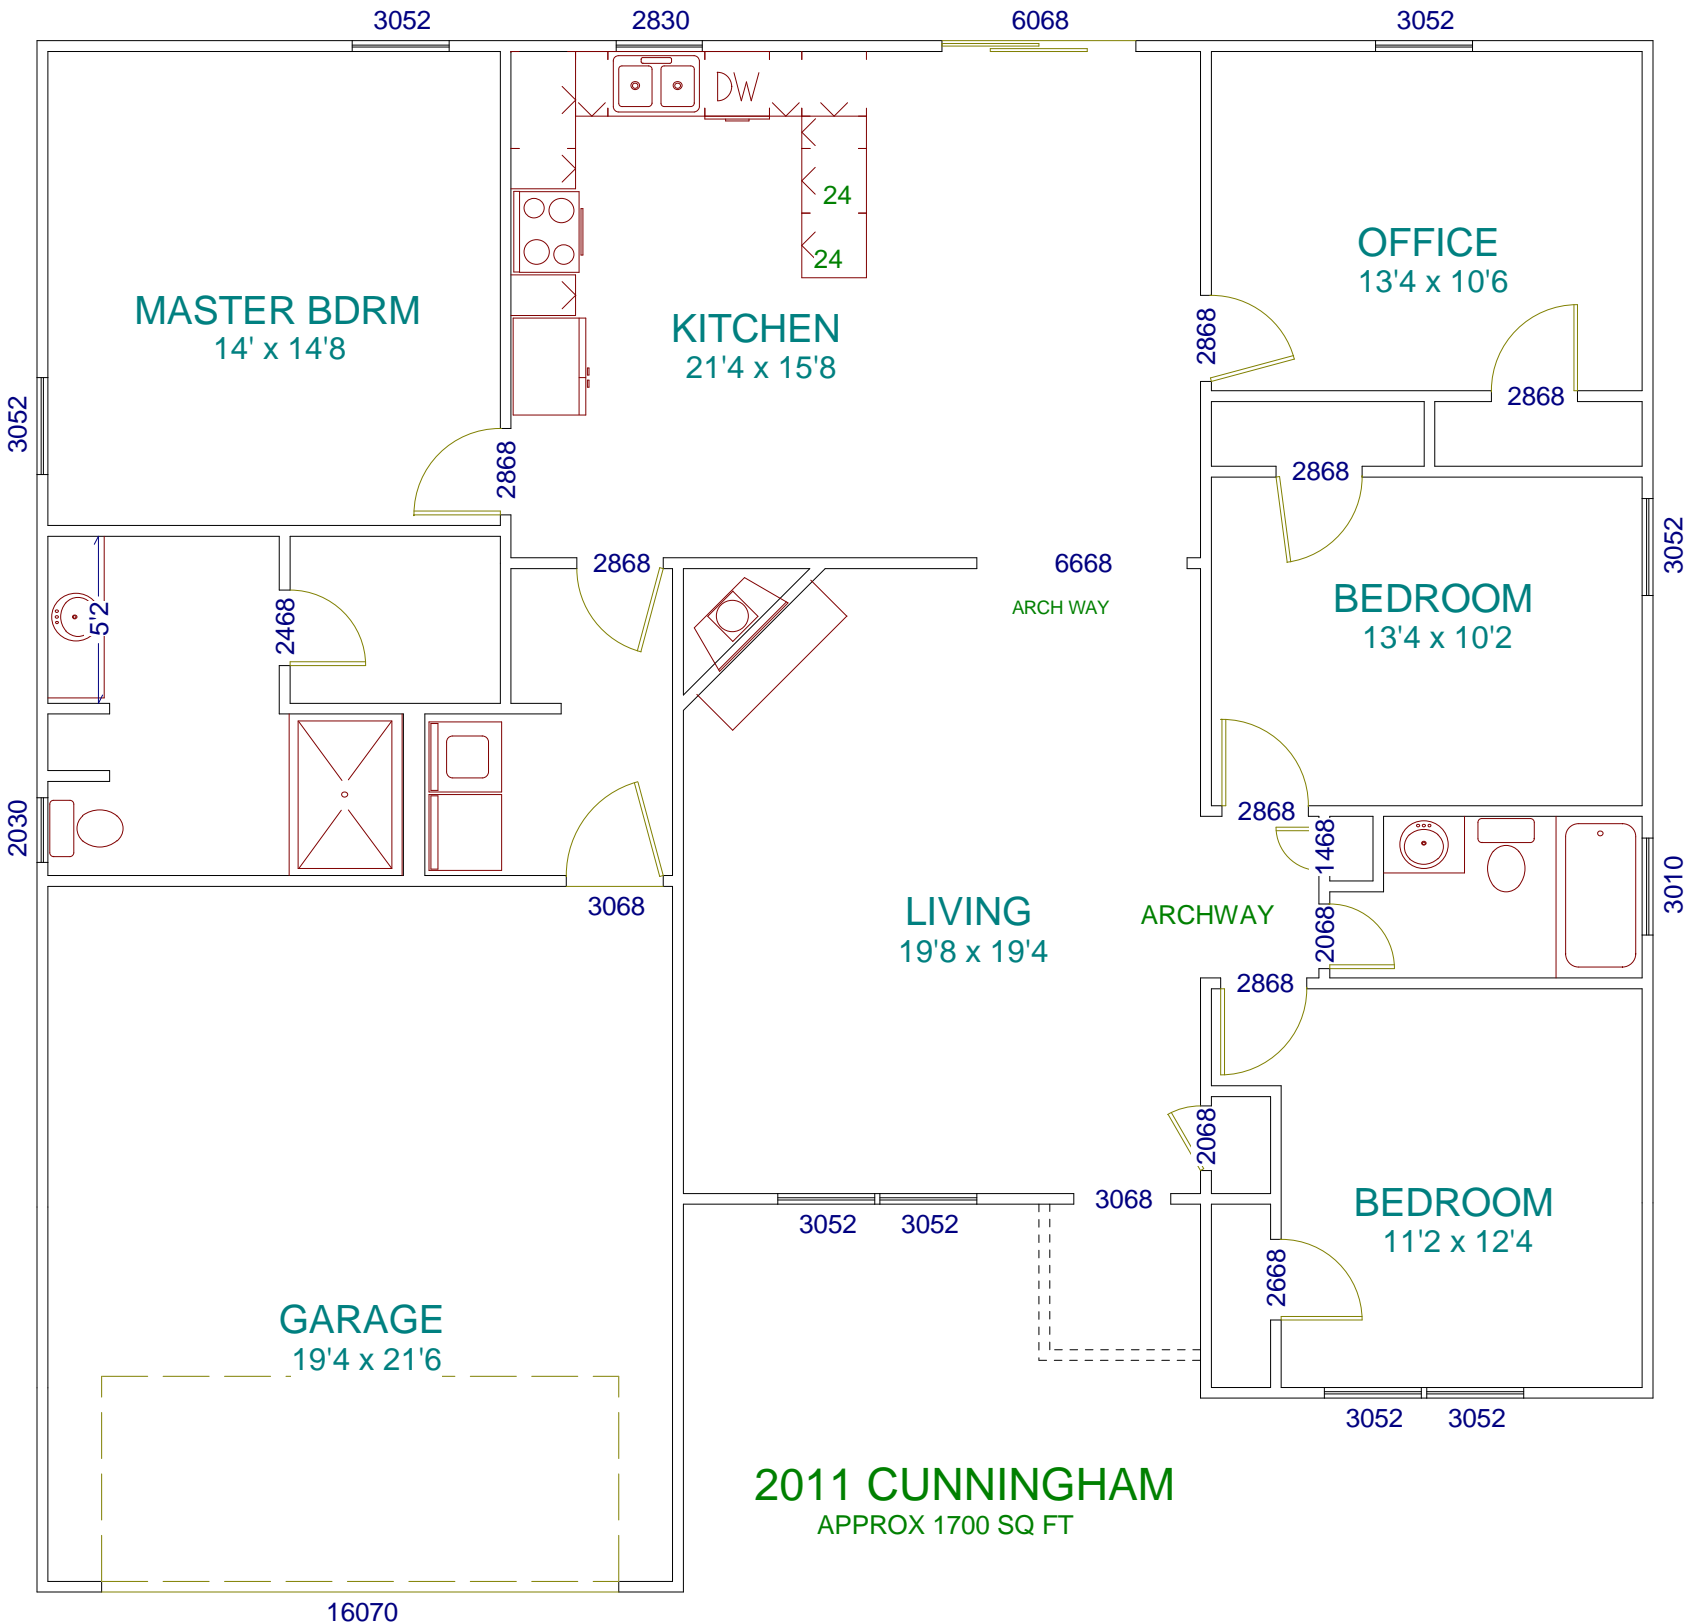 3052
2830
6068
3052
DW
24
24
OFFICE
13'4 x 10'6
MASTER BDRM
14' x 14'8
KITCHEN
21'4 x 15'8
2868
2868
3052
2868
2868
3052
2868
6668
ARCH WAY
BEDROOM
13'4 x 10'2
5'2
2468
2030
2868
1468
3010
3068
LIVING
19'8 x 19'4
ARCHWAY
2068
2868
2068
3068
3052
3052
BEDROOM
11'2 x 12'4
2668
GARAGE
19'4 x 21'6
3052
3052
2011 CUNNINGHAM
APPROX 1700 SQ FT
16070